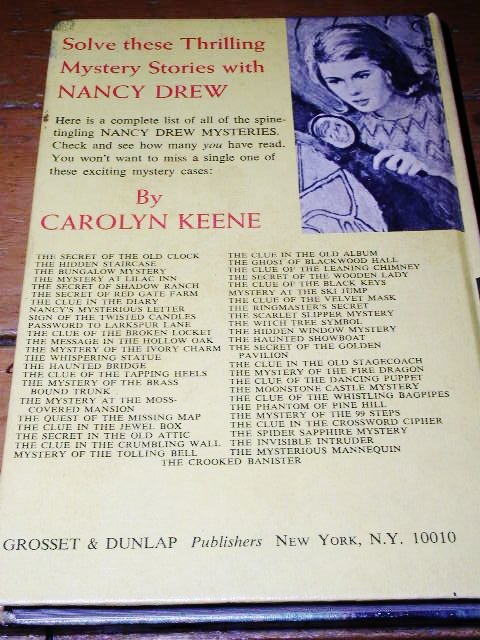 Solve these Thrilling
Mystery Stories with
NANCY DREW
Here is a complete list of all of the spine-
tingling NANCY DREW MYSTERIES.
Check and see how many you have read.
You won't want to miss a single one of
these exciting mystery cases:
By
CAROLYN KEENE
THE SECRET OF THE OLD CLOCK
THE HIDDEN STAIRCASE
THE BUNGALOW MYSTERY
THE MYSTERY AT LILAC INN
THE SECRET OF SHADOW RANCH
THE SECRET OF RED GATE FARM
THE CLUE IN THE DIARY
NANCY'S MYSTERIOUS LETTER
SIGN OF THE TWISTED CANDLES
PASSWORD TO LARKSPUR LANE
THE CLUE OF THE BROKEN LOCKET
THE MESSAGE IN THE HOLLOW OAK
THE MYSTERY OF THE IVORY CHARM
THE WHISPERING STATUE
THE HAUNTED BRIDGE
THE CLUE OF THE TAPPING HEELS
THE MYSTERY OF THE BRASS
BOUND TRUNK
THE MYSTERY AT THE MOSS-
COVERED MANSION
THE QUEST OF THE MISSING MAP
THE CLUE IN THE JEWEL BOX
THE SECRET IN THE OLD ATTIC
THE CLUE IN THE CRUMBLING WALL
MYSTERY OF THE TOLLING BELL
THE CLUE IN THE OLD ALBUM
THE GHOST OF BLACKWOOD HALL
THE CLUE OF THE LEANING CHIMNEY
THE SECRET OF THE WOODEN LADY
THE CLUE OF THE BLACK KEYS
MYSTERY AT THE SKI JUMP
THE CLUE OF THE VELVET MASK
THE RINGMASTER'S SECRET
THE SCARLET SLIPPER MYSTERY
THE WITCH TREE SYMBOL
THE HIDDEN WINDOW MYSTERY
THE HAUNTED SHOWBOAT
THE SECRET OF THE GOLDEN
PAVILION
THE CLUE IN THE OLD STAGECOACH
THE MYSTERY OF THE FIRE DRAGON
THE CLUE OF THE DANCING PUPPET
THE MOONSTONE CASTLE MYSTERY
THE CLUE OF THE WHISTLING BAGPIPES
THE PHANTOM OF PINE HILL
THE MYSTERY OF THE 99 STEPS
THE CLUE IN THE CROSSWORD CIPHER
THE SPIDER SAPPHIRE MYSTERY
THE INVISIBLE INTRUDER
THE MYSTERIOUS MANNEQUIN
THE CROOKED BANISTER
GROSSET & DUNLAP Publishers NEW YORK, N.Y. 10010